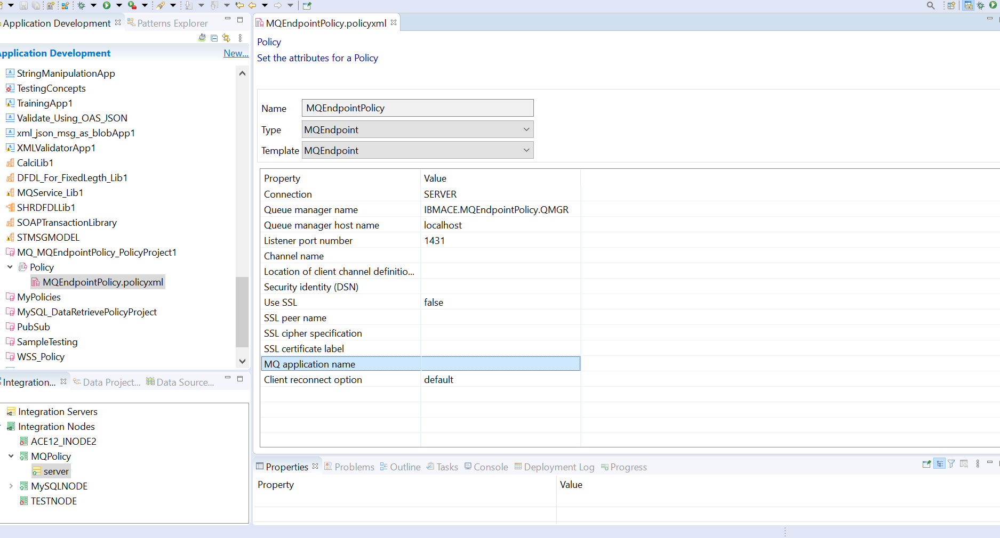 Application Development
Patterns Explorer
pplication Development
New...
StringManipulationApp
TestingConcepts
TrainingApp1
Validate_Using_OAS_JSON
xml_json_msg_as_blobApp1
XMLValidatorApp1
CalciLib1
DFDL_For_FixedLegth_Lib1
MQService_Lib1
SHRDFDLLib1
SOAPTransactionLibrary
STMSGMODEL
MQ_MQEndpointPolicy_PolicyProject1
Policy
MQEndpointPolicy.policyxml
MyPolicies
MySQL_DataRetrievePolicyProject
PubSub
SampleTesting
WSS_Policy
Integration...
Data Project...
Data Source...
Integration Servers
Integration Nodes
ACE12_INODE2
MQPolicy
server
MySQLNODE
TESTNODE
MQEndpointPolicy.policyxml
Policy
Set the attributes for a Policy
Name MQEndpointPolicy
Type MQEndpoint
Template MQEndpoint
Property Value
Connection SERVER
Queue manager name IBMACE.MQEndpointPolicy.QMGR
Queue manager host name localhost
Listener port number 1431
Channel name
Location of client channel definitio...
Security identity (DSN)
Use SSL false
SSL peer name
SSL cipher specification
SSL certificate label
MQ application name
Client reconnect option default
Properties
Problems
Outline
Tasks
Console
Deployment Log
Progress
Property Value